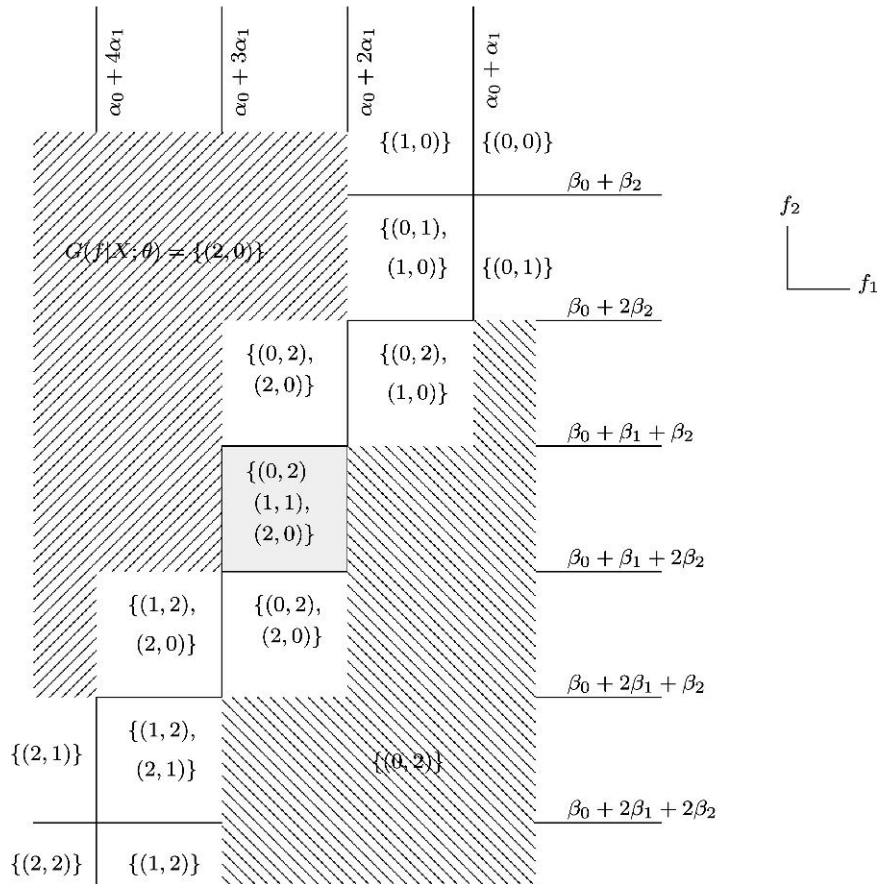 α₀ + 4α₁
α₀ + 3α₁
α₀ + 2α₁
α₀ + α₁
{(1, 0)} {(0, 0)}
β₀ + β₂
f₂
f₁
{(0, 1),
(1, 0)} {(0, 1)}
G(f|X; θ) = {(2, 0)}
β₀ + 2β₂
{(0, 2),
(2, 0)}
{(0, 2),
(1, 0)}
β₀ + β₁ + β₂
{(0, 2)
(1, 1),
(2, 0)}
β₀ + β₁ + 2β₂
{(1, 2),
(2, 0)}
{(0, 2),
(2, 0)}
β₀ + 2β₁ + β₂
{(2, 1)}
{(1, 2),
(2, 1)}
{(0, 2)}
β₀ + 2β₁ + 2β₂
{(2, 2)} {(1, 2)}